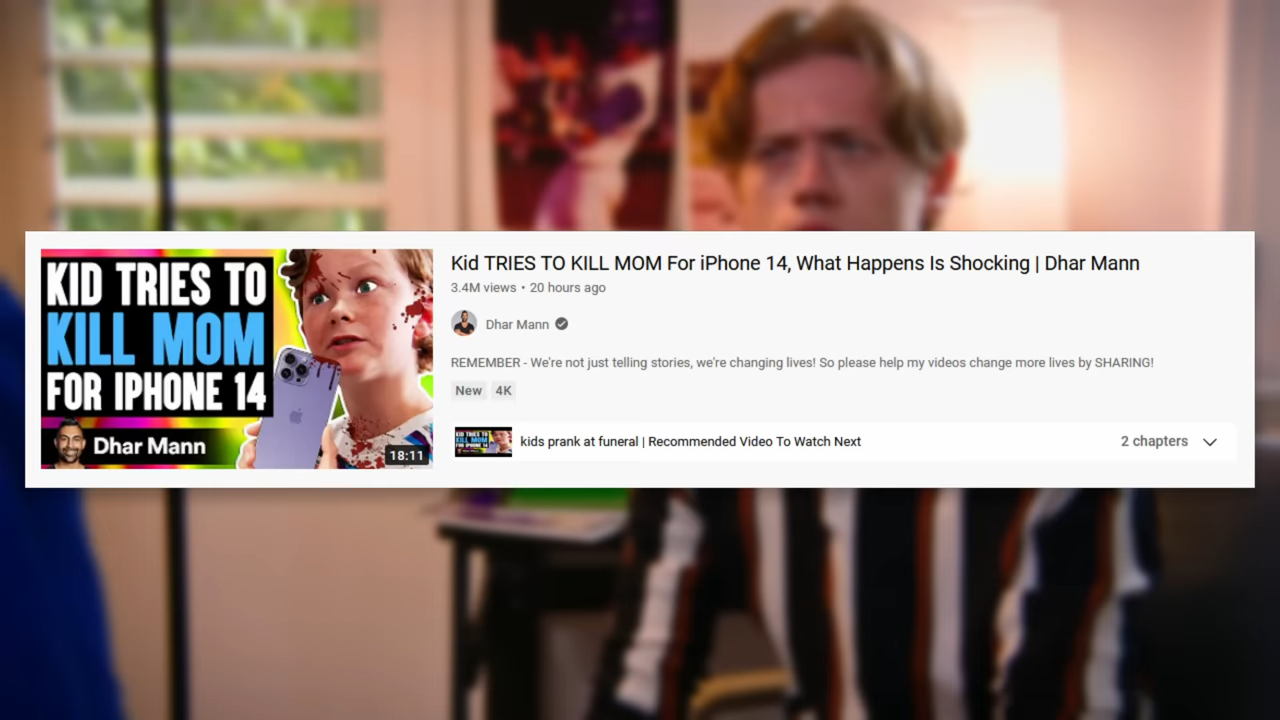 KID TRIES TO
KILL MOM
FOR IPHONE 14
Dhar Mann
18:11
Kid TRIES TO KILL MOM For iPhone 14, What Happens Is Shocking | Dhar Mann
3.4M views • 20 hours ago
Dhar Mann
REMEMBER - We're not just telling stories, we're changing lives! So please help my videos change more lives by SHARING!
New 4K
KILL MOM
kids prank at funeral | Recommended Video To Watch Next
2 chapters